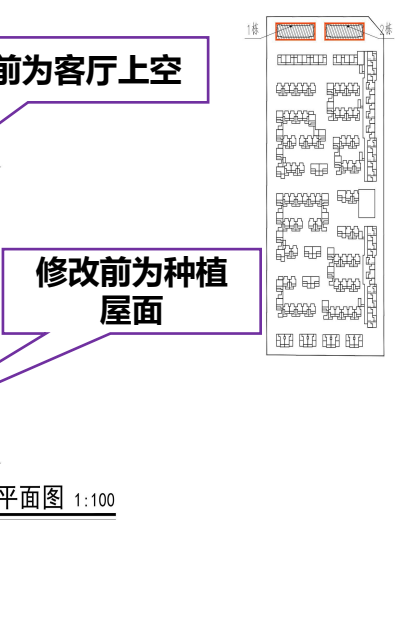 1栋
2栋
前为客厅上空
修改前为种植
屋面
平面图 1:100